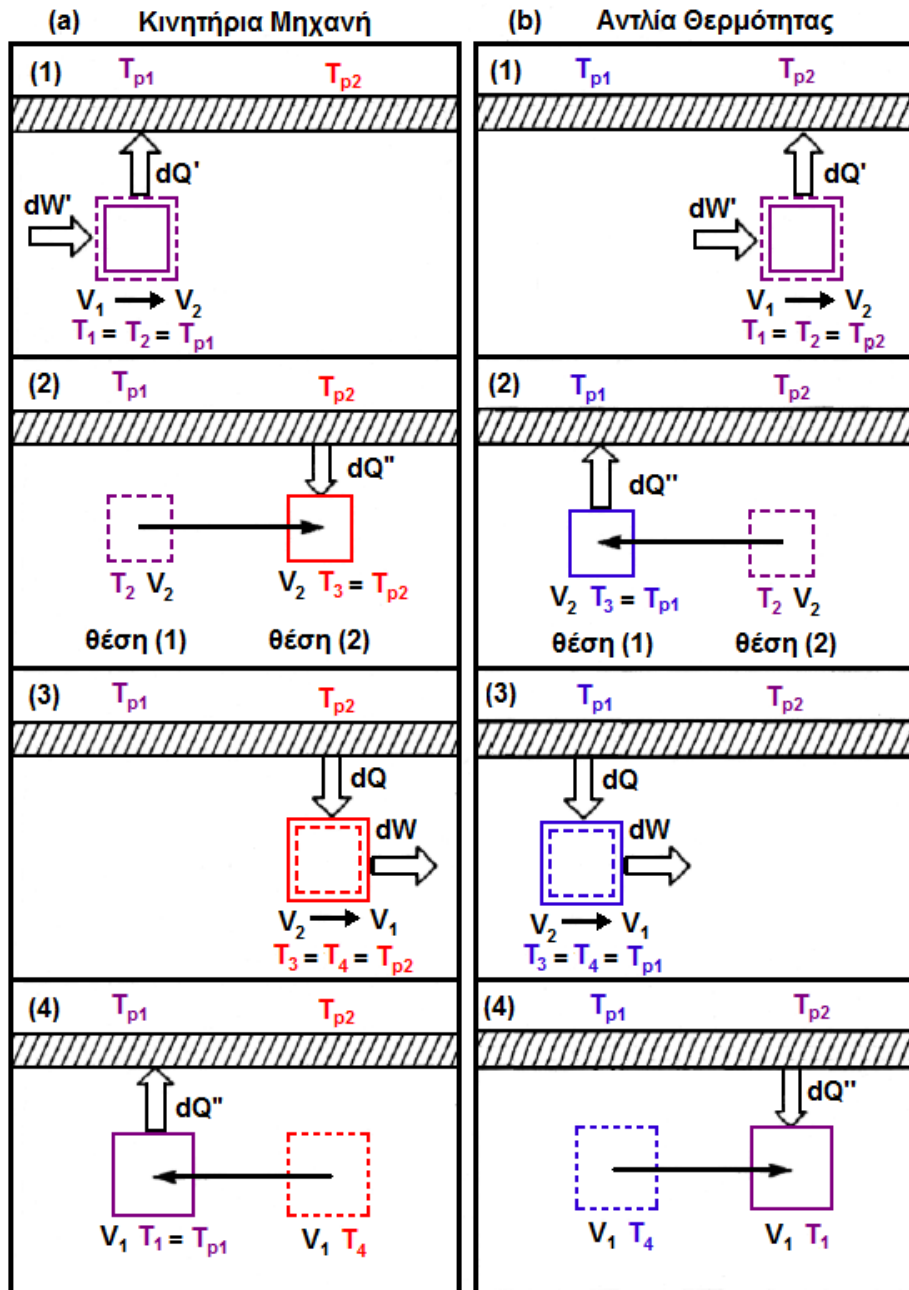 (a) Κινητήρια Μηχανή
(1) Tp1 Tp2
dQ'
dW'
V1 V2
T1 = T2 = Tp1
(2) Tp1 Tp2
dQ"
T2 V2 V2 T3 = Tp2
θέση (1) θέση (2)
(3) Tp1 Tp2
dQ
dW
V2 V1
T3 = T4 = Tp2
(4) Tp1 Tp2
dQ"
V1 T1 = Tp1 V1 T4
(b) Αντλία Θερμότητας
(1) Tp1 Tp2
dQ'
dW'
V1 V2
T1 = T2 = Tp2
(2) Tp1 Tp2
dQ"
V2 T3 = Tp1 T2 V2
θέση (1) θέση (2)
(3) Tp1 Tp2
dQ
dW
V2 V1
T3 = T4 = Tp1
(4) Tp1 Tp2
dQ"
V1 T4 V1 T1